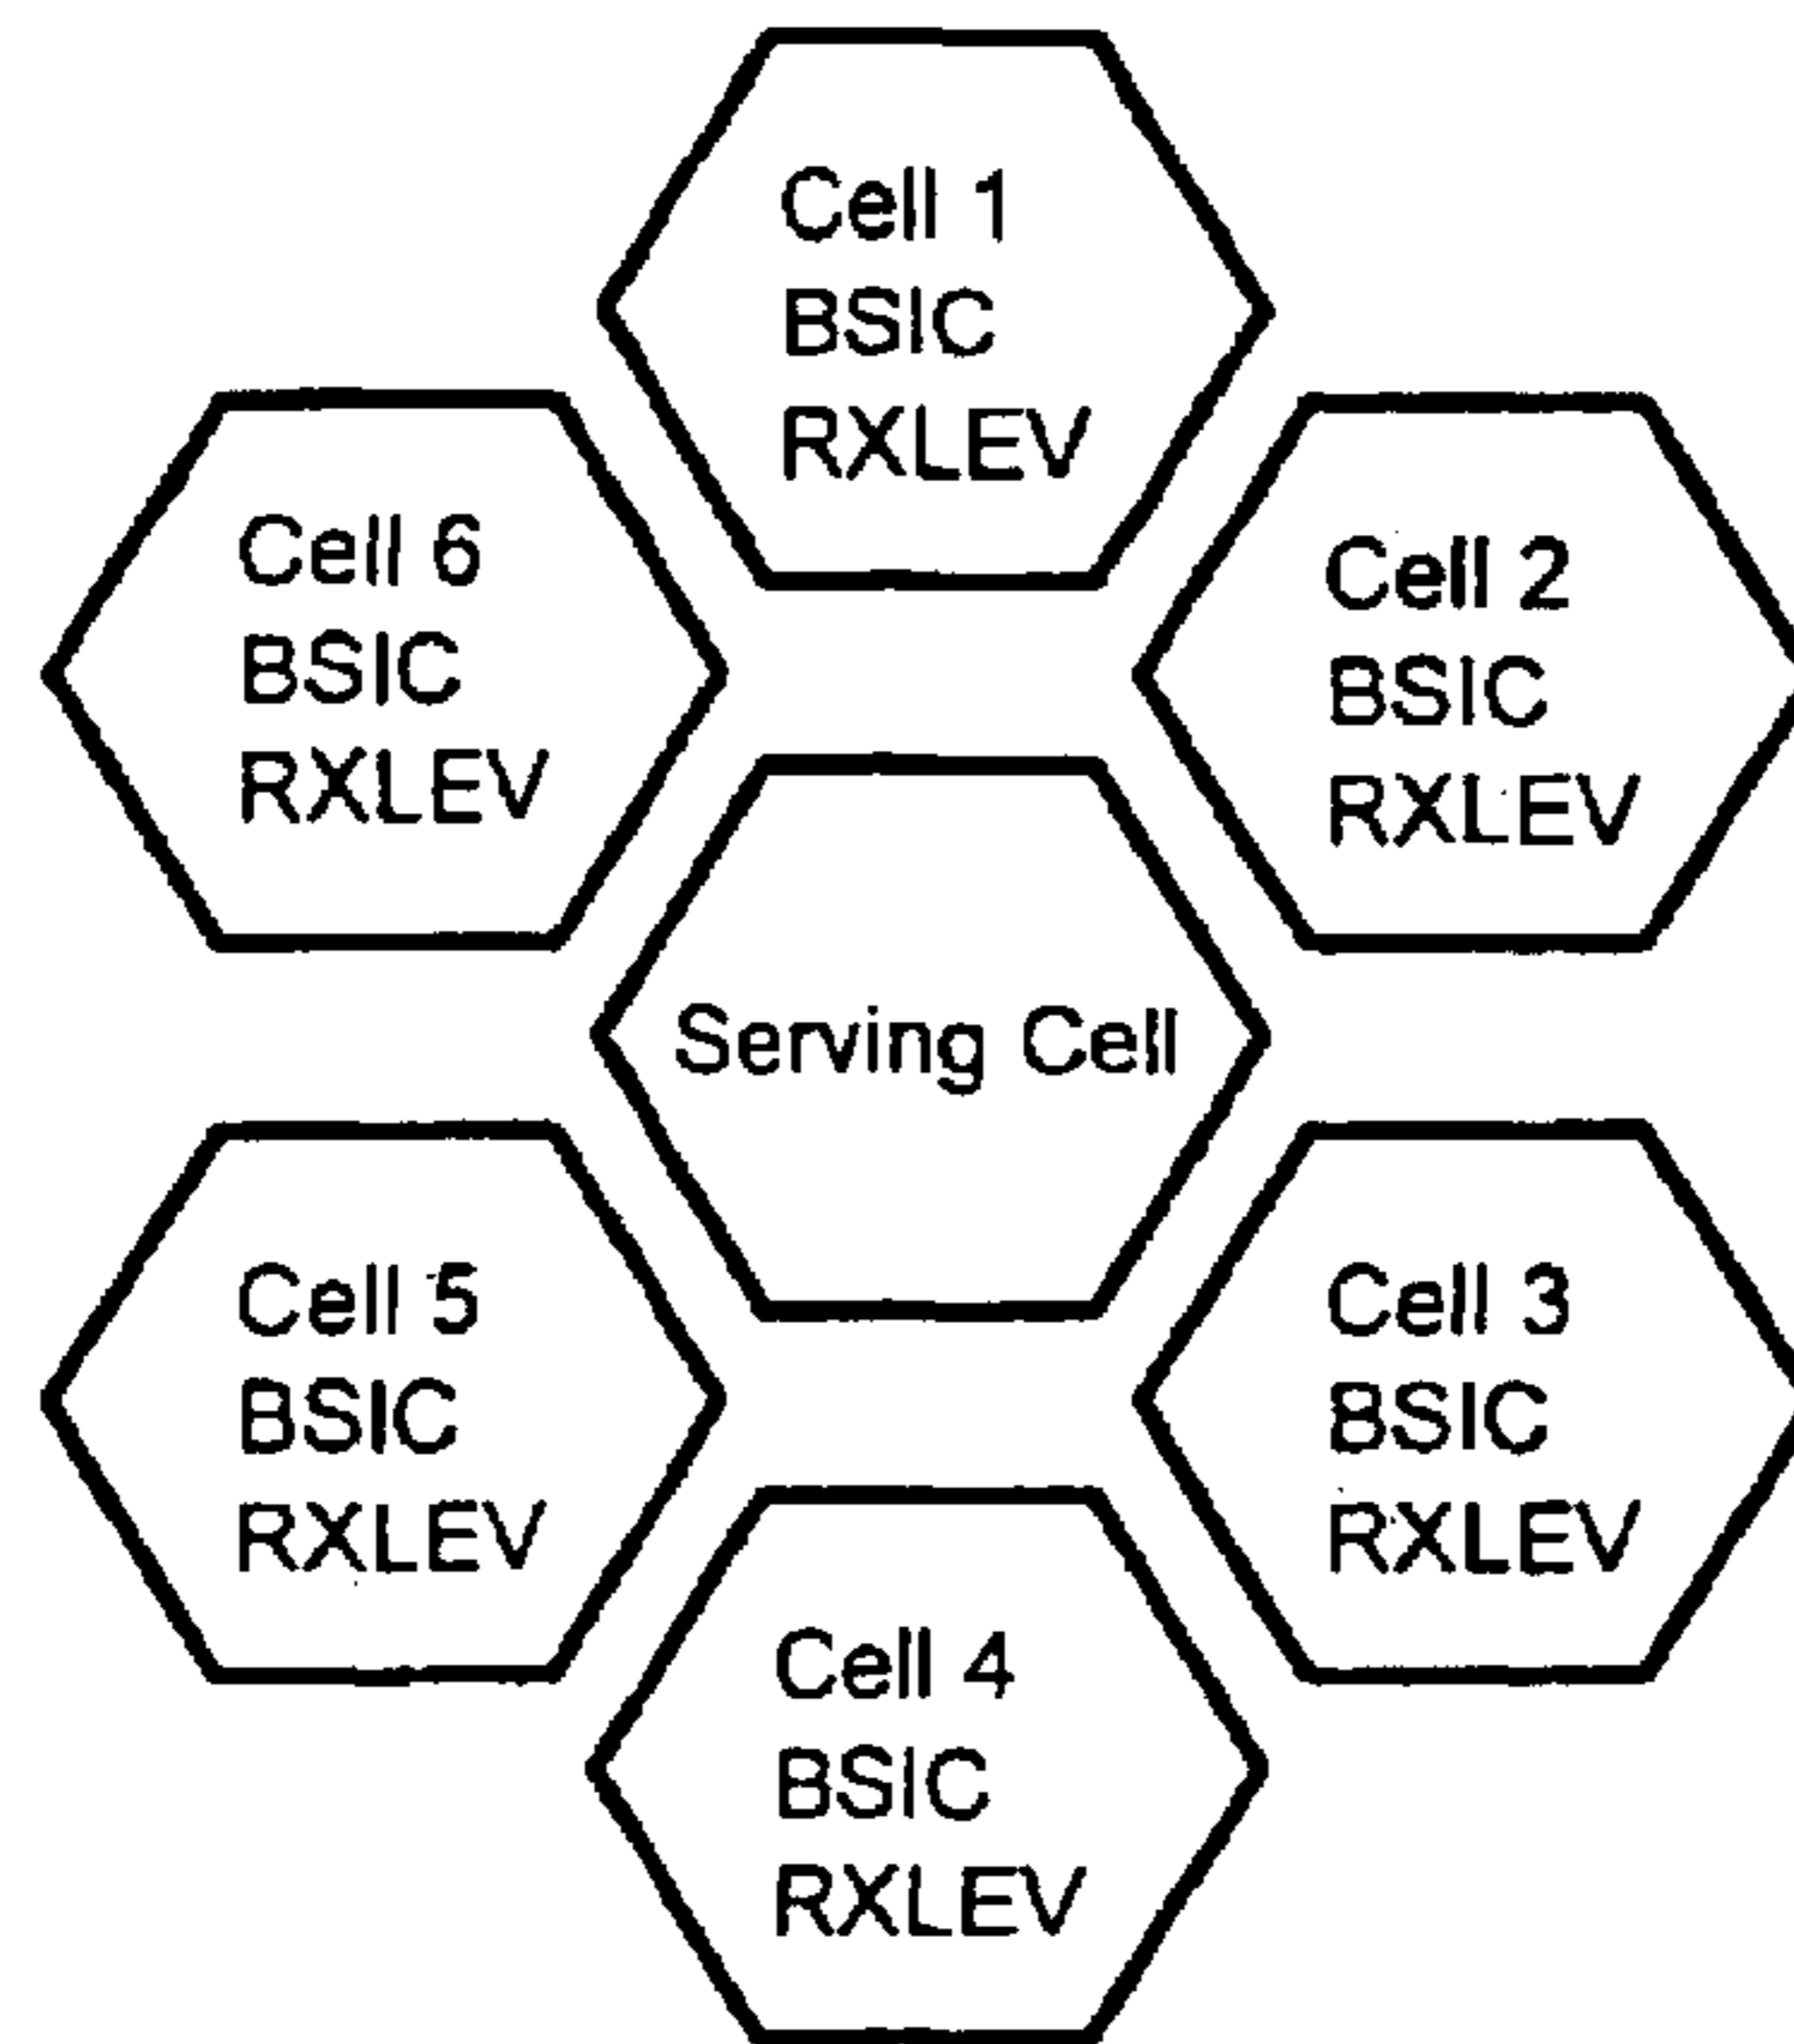 Cell 1
BSIC
RXLEV
Cell 6
BSIC
RXLEV
Cell 2
BSIC
RXLEV
Serving Cell
Cell 5
BSIC
RXLEV
Cell 3
BSIC
RXLEV
Cell 4
BSIC
RXLEV